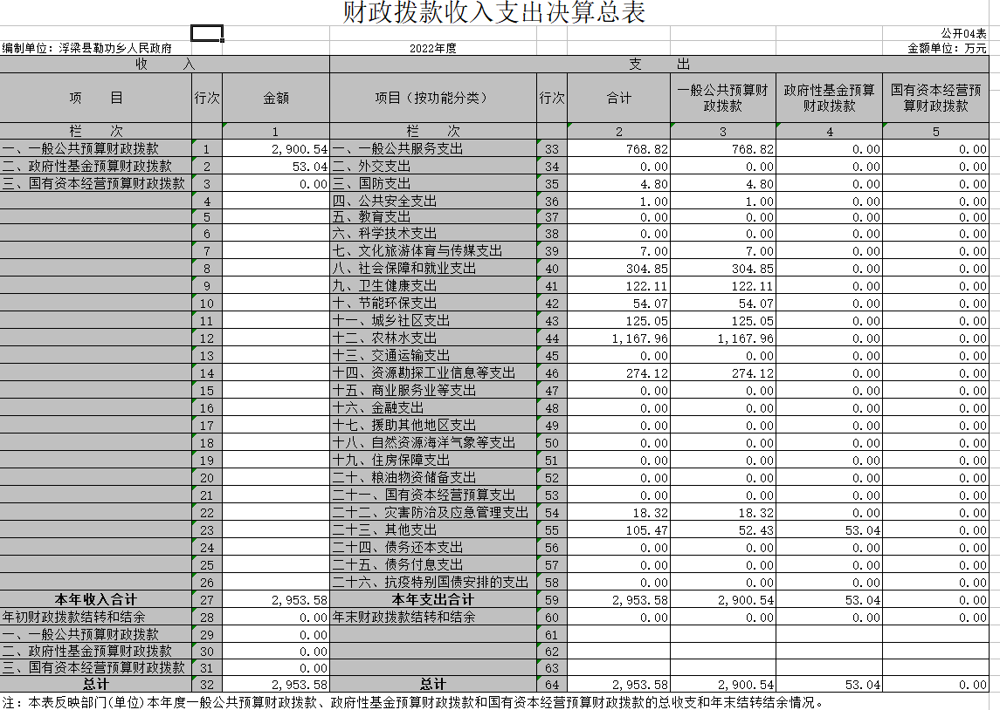 财政拨款收入支出决算总表
公开04表
编制单位：浮梁县勒功乡人民政府 2022年度 金额单位：万元
收 入 支 出
项 目 行次 金额 项目（按功能分类） 行次 合计 一般公共预算财政拨款 政府性基金预算财政拨款 国有资本经营预算财政拨款
栏 次 1 栏 次 2 3 4 5
一、一般公共预算财政拨款 1 2,900.54 一、一般公共服务支出 33 768.82 768.82 0.00 0.00
二、政府性基金预算财政拨款 2 53.04 二、外交支出 34 0.00 0.00 0.00 0.00
三、国有资本经营预算财政拨款 3 0.00 三、国防支出 35 4.80 4.80 0.00 0.00
4 四、公共安全支出 36 1.00 1.00 0.00 0.00
5 五、教育支出 37 0.00 0.00 0.00 0.00
6 六、科学技术支出 38 0.00 0.00 0.00 0.00
7 七、文化旅游体育与传媒支出 39 7.00 7.00 0.00 0.00
8 八、社会保障和就业支出 40 304.85 304.85 0.00 0.00
9 九、卫生健康支出 41 122.11 122.11 0.00 0.00
10 十、节能环保支出 42 54.07 54.07 0.00 0.00
11 十一、城乡社区支出 43 125.05 125.05 0.00 0.00
12 十二、农林水支出 44 1,167.96 1,167.96 0.00 0.00
13 十三、交通运输支出 45 0.00 0.00 0.00 0.00
14 十四、资源勘探工业信息等支出 46 274.12 274.12 0.00 0.00
15 十五、商业服务业等支出 47 0.00 0.00 0.00 0.00
16 十六、金融支出 48 0.00 0.00 0.00 0.00
17 十七、援助其他地区支出 49 0.00 0.00 0.00 0.00
18 十八、自然资源海洋气象等支出 50 0.00 0.00 0.00 0.00
19 十九、住房保障支出 51 0.00 0.00 0.00 0.00
20 二十、粮油物资储备支出 52 0.00 0.00 0.00 0.00
21 二十一、国有资本经营预算支出 53 0.00 0.00 0.00 0.00
22 二十二、灾害防治及应急管理支出 54 18.32 18.32 0.00 0.00
23 二十三、其他支出 55 105.47 52.43 53.04 0.00
24 二十四、债务还本支出 56 0.00 0.00 0.00 0.00
25 二十五、债务付息支出 57 0.00 0.00 0.00 0.00
26 二十六、抗疫特别国债安排的支出 58 0.00 0.00 0.00 0.00
本年收入合计 27 2,953.58 本年支出合计 59 2,953.58 2,900.54 53.04 0.00
年初财政拨款结转和结余 28 0.00 年末财政拨款结转和结余 60 0.00 0.00 0.00 0.00
一、一般公共预算财政拨款 29 0.00 61
二、政府性基金预算财政拨款 30 0.00 62
三、国有资本经营预算财政拨款 31 0.00 63
总计 32 2,953.58 总计 64 2,953.58 2,900.54 53.04 0.00
注：本表反映部门(单位)本年度一般公共预算财政拨款、政府性基金预算财政拨款和国有资本经营预算财政拨款的总收支和年末结转结余情况。